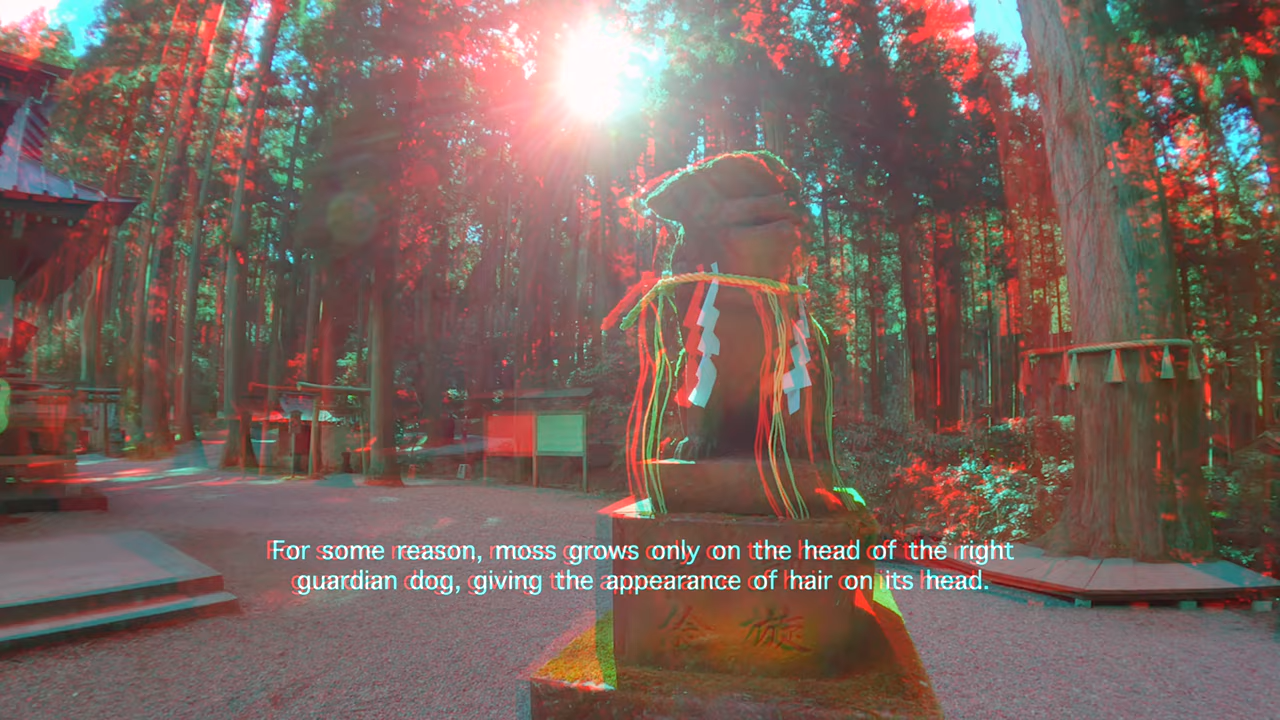 For some reason, moss grows only on the head of the right
guardian dog, giving the appearance of hair on its head.